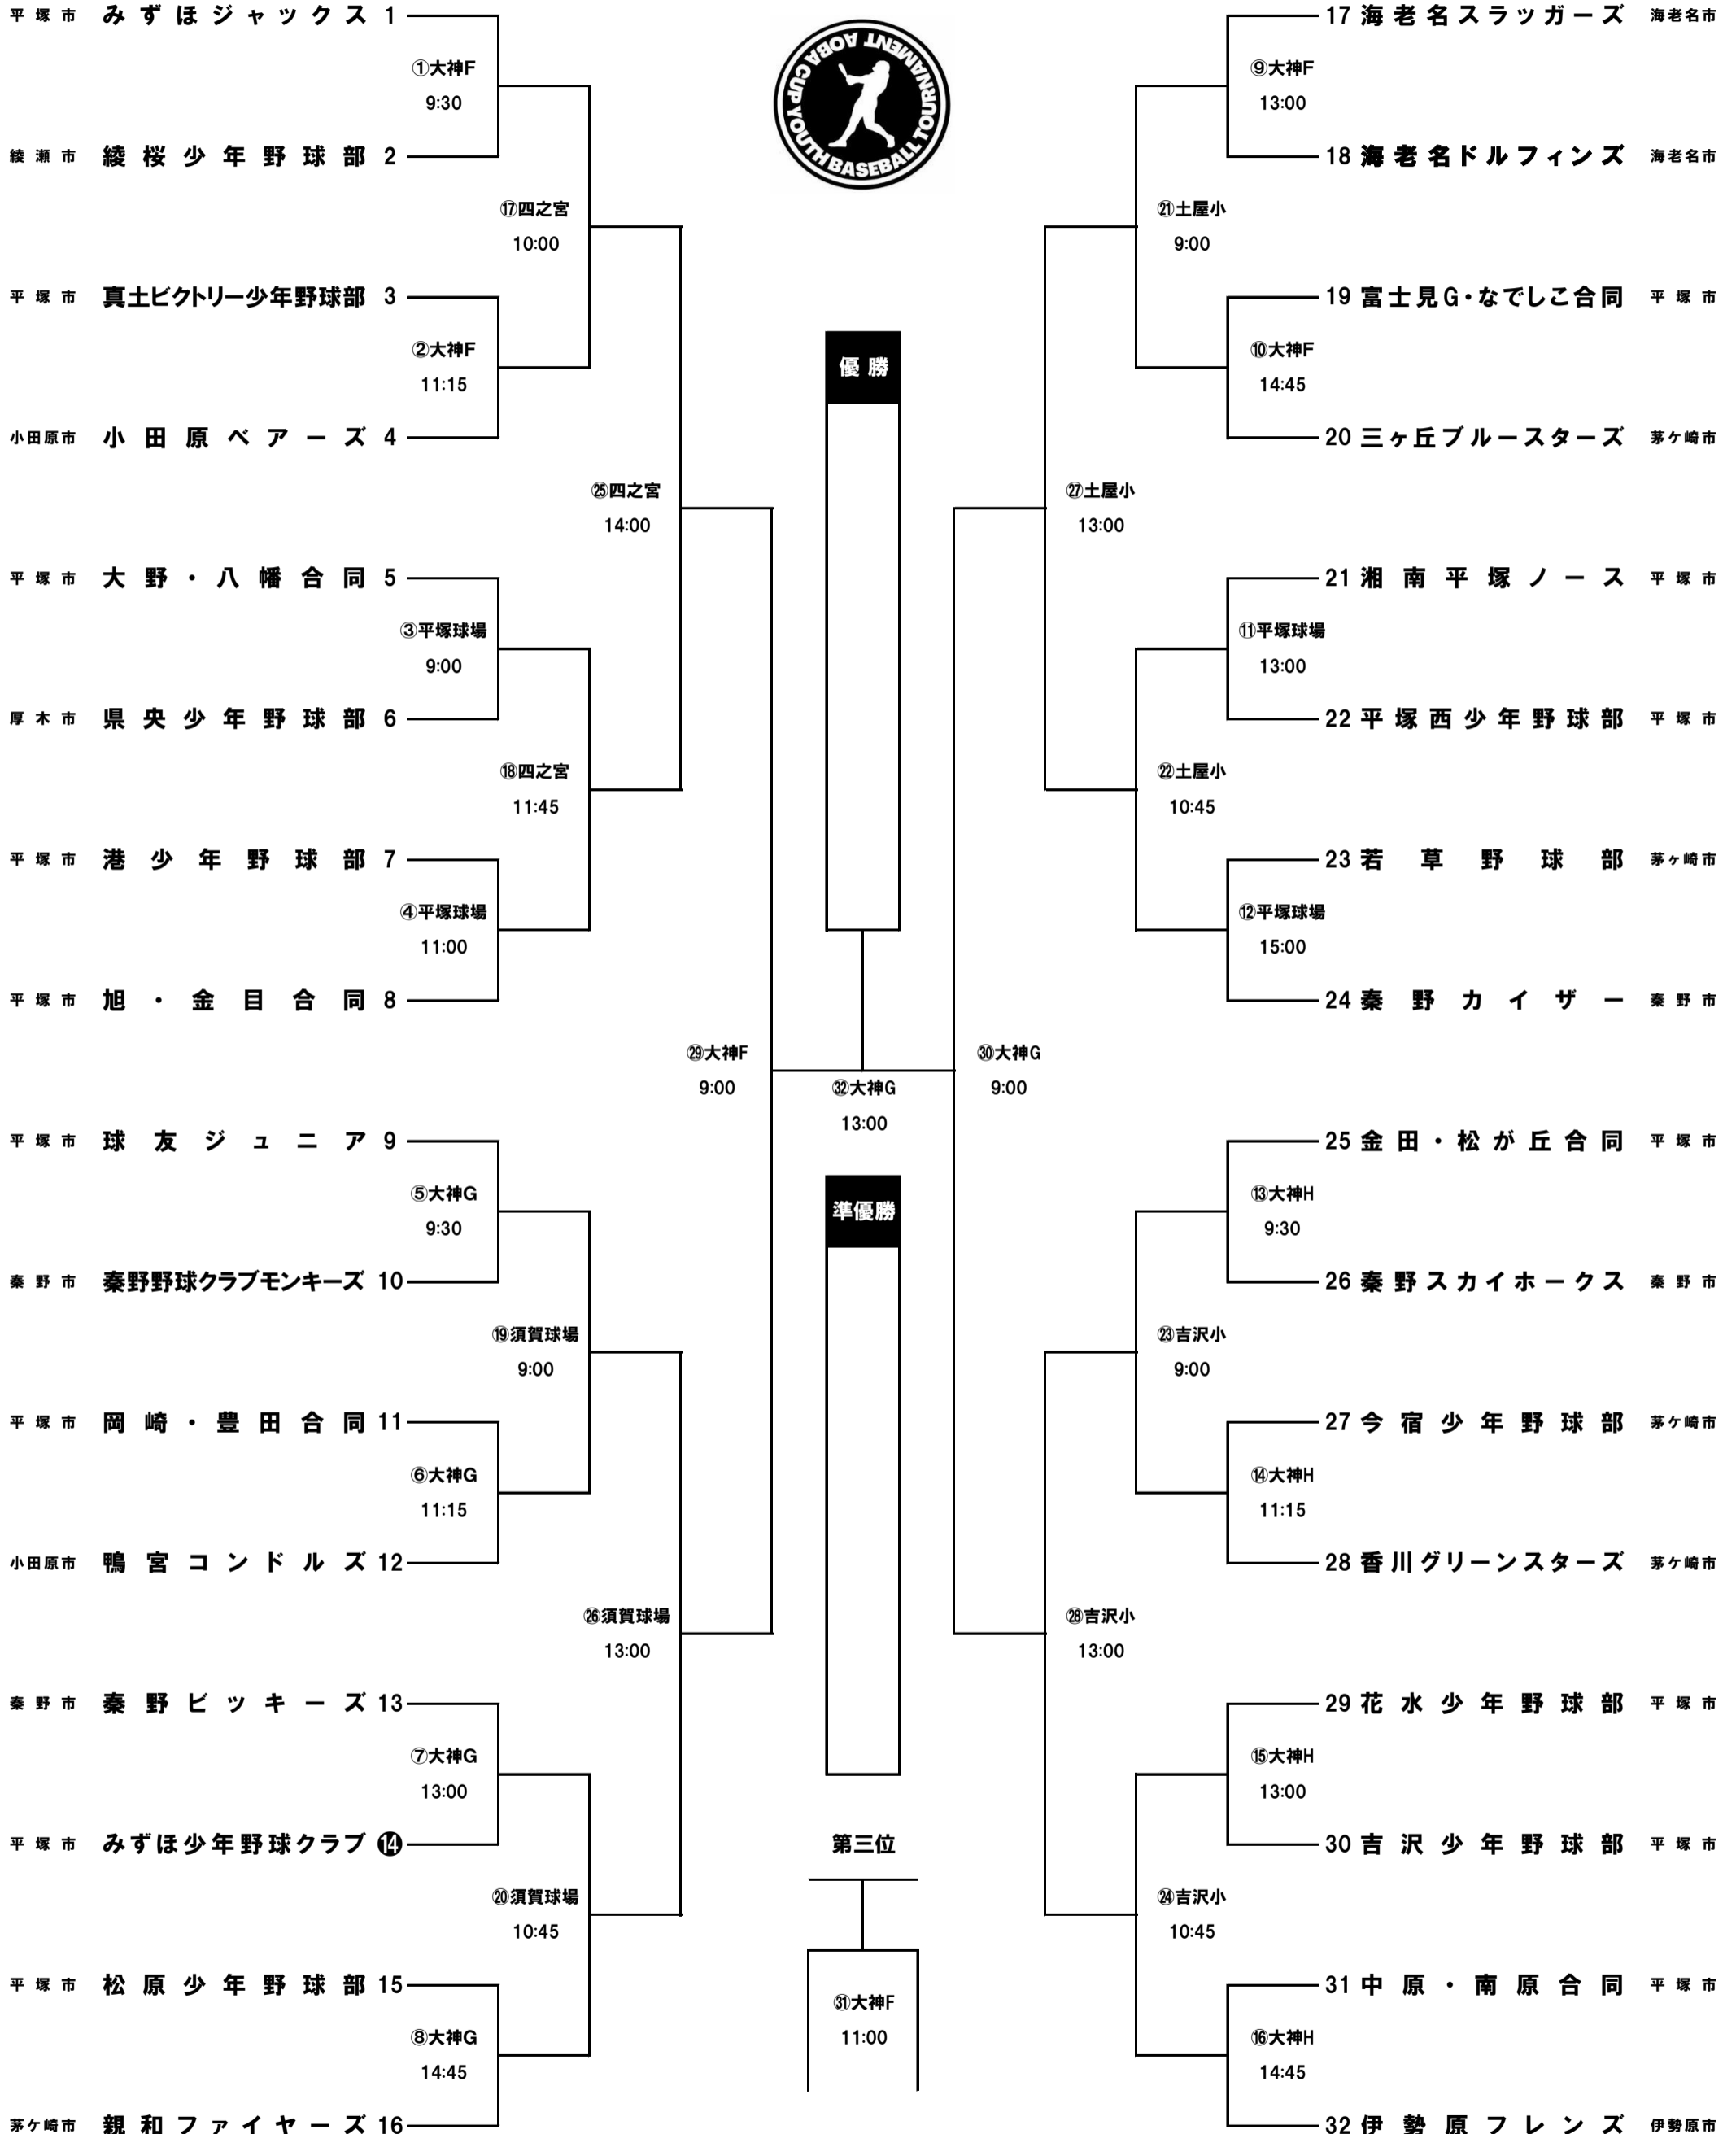 平塚市 みずほジャックス 1
①大神F
9:30
綾瀬市 綾桜少年野球部 2
⑰四之宮
10:00
平塚市 真土ビクトリー少年野球部 3
②大神F
11:15
小田原市 小田原ベアーズ 4
㉕四之宮
14:00
平塚市 大野・八幡合同 5
③平塚球場
9:00
厚木市 県央少年野球部 6
⑱四之宮
11:45
平塚市 港少年野球部 7
④平塚球場
11:00
平塚市 旭・金目合同 8
㉙大神F
9:00
平塚市 球友ジュニア 9
⑤大神G
9:30
秦野市 秦野野球クラブモンキーズ 10
⑲須賀球場
9:00
平塚市 岡崎・豊田合同 11
⑥大神G
11:15
小田原市 鴨宮コンドルズ 12
㉖須賀球場
13:00
秦野市 秦野ビッキーズ 13
⑦大神G
13:00
平塚市 みずほ少年野球クラブ ⓮
⑳須賀球場
10:45
平塚市 松原少年野球部 15
⑧大神G
14:45
茅ケ崎市 親和ファイヤーズ 16
AOBA CUP YOUTH BASEBALL TOURNAMENT
優勝
㉜大神G
13:00
準優勝
第三位
㉛大神F
11:00
17 海老名スラッガーズ 海老名市
⑨大神F
13:00
18 海老名ドルフィンズ 海老名市
㉑土屋小
9:00
19 富士見G・なでしこ合同 平塚市
⑩大神F
14:45
20 三ヶ丘ブルースターズ 茅ケ崎市
㉗土屋小
13:00
21 湘南平塚ノース 平塚市
⑪平塚球場
13:00
22 平塚西少年野球部 平塚市
㉒土屋小
10:45
23 若草野球部 茅ヶ崎市
⑫平塚球場
15:00
24 秦野カイザー 秦野市
㉚大神G
9:00
25 金田・松が丘合同 平塚市
⑬大神H
9:30
26 秦野スカイホークス 秦野市
㉓吉沢小
9:00
27 今宿少年野球部 茅ケ崎市
⑭大神H
11:15
28 香川グリーンスターズ 茅ケ崎市
㉘吉沢小
13:00
29 花水少年野球部 平塚市
⑮大神H
13:00
30 吉沢少年野球部 平塚市
㉔吉沢小
10:45
31 中原・南原合同 平塚市
⑯大神H
14:45
32 伊勢原フレンズ 伊勢原市